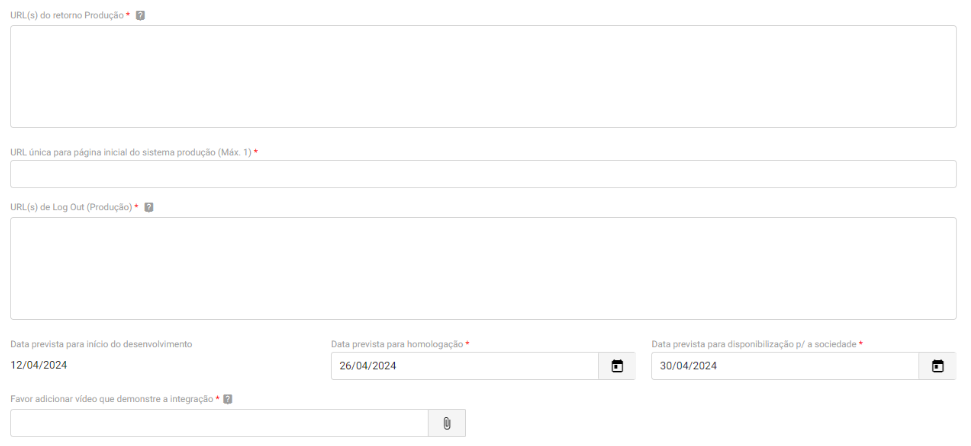 URL(s) do retorno Produção * ?
URL única para página inicial do sistema produção (Máx. 1) *
URL(s) de Log Out (Produção) * ?
Data prevista para início do desenvolvimento
Data prevista para homologação *
Data prevista para disponibilização p/ a sociedade *
12/04/2024
26/04/2024
30/04/2024
Favor adicionar vídeo que demonstre a integração * ?